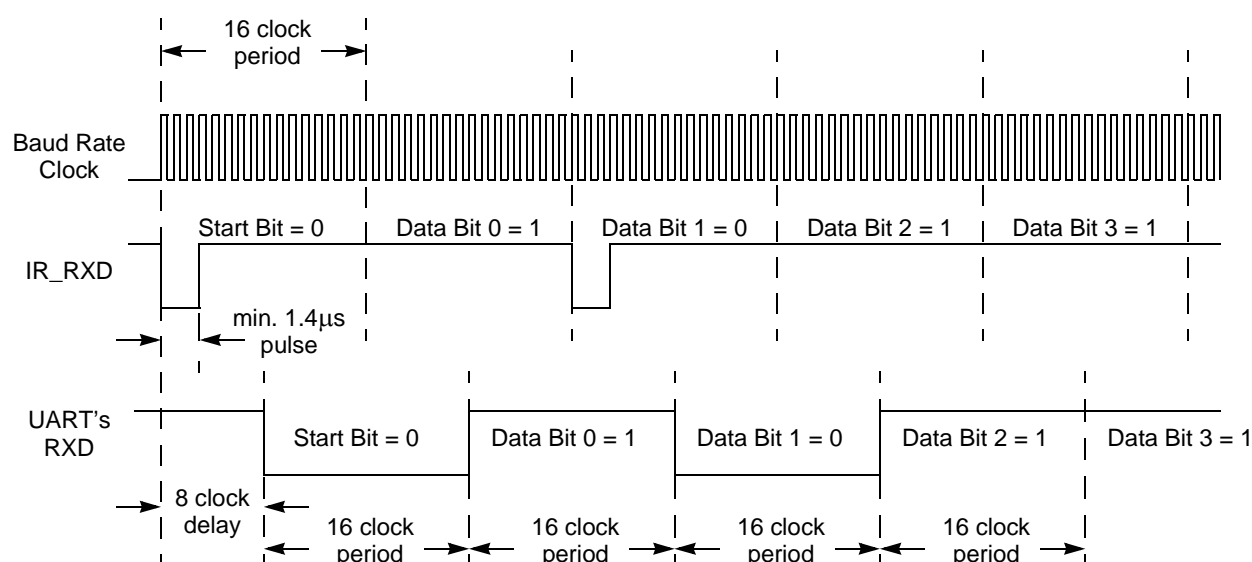 16 clock
period
Baud Rate
Clock
Start Bit = 0
Data Bit 0 = 1
Data Bit 1 = 0
Data Bit 2 = 1
Data Bit 3 = 1
IR_RXD
min. 1.4μs
pulse
UART's
RXD
Start Bit = 0
Data Bit 0 = 1
Data Bit 1 = 0
Data Bit 2 = 1
Data Bit 3 = 1
8 clock
delay
16 clock
period
16 clock
period
16 clock
period
16 clock
period